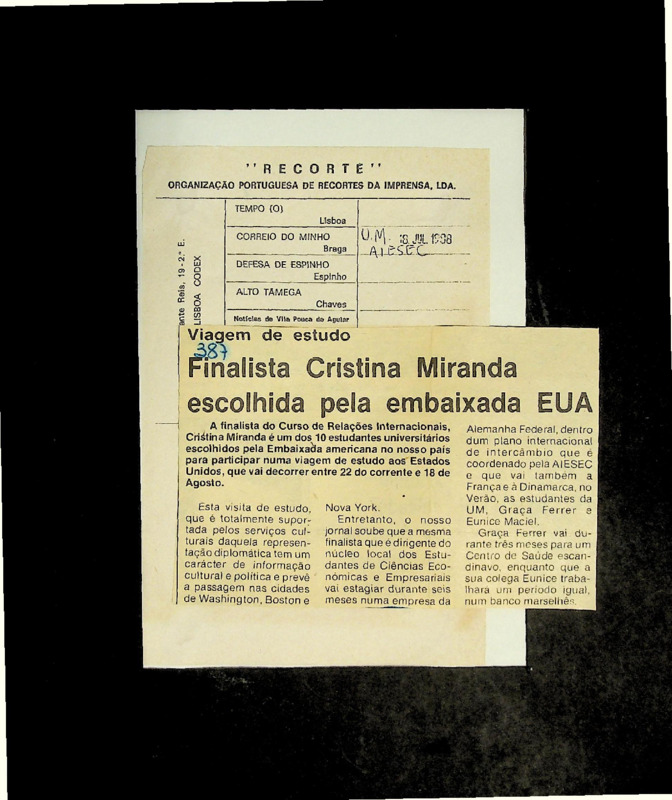 "RECORTE"
ORGANIZAÇÃO PORTUGUESA DE RECORTES DA IMPRENSA, LDA.
ante Reis, 19-2.º E.
LISBOA CODEX
TEMPO (O)
Lisboa
CORREIO DO MINHO
Braga
DEFESA DE ESPINHO
Espinho
ALTO TÂMEGA
Chaves
Notícias de Vila Pouca de Aguiar
U.M. JUL
AIESEC
Viagem de estudo
387
Finalista Cristina Miranda
escolhida pela embaixada EUA
A finalista do Curso de Relações Internacionais,
Cristina Miranda é um dos 10 estudantes universitários
escolhidos pela Embaixada americana no nosso país
para participar numa viagem de estudo aos Estados
Unidos, que vai decorrer entre 22 do corrente e 18 de
Agosto.
Esta visita de estudo,
que é totalmente supor-
tada pelos serviços cul-
turais daquela represen-
tação diplomática tem um
carácter de informação
cultural e política e prevê
a passagem nas cidades
de Washington, Boston e
Nova York.
Entretanto, o nosso
jornal soube que a mesma
finalista que é dirigente do
núcleo local dos Estu-
dantes de Ciências Eco-
nómicas e Empresariais
vai estagiar durante seis
meses numa empresa da
Alemanha Federal, dentro
dum plano internacional
de intercâmbio que é
coordenado pela AIESEC
e que vai também a
França e à Dinamarca, no
Verão, as estudantes da
UM, Graça Ferrer e
Eunice Maciel.
Graça Ferrer vai du-
rante três meses para um
Centro de Saúde escan-
dinavo, enquanto que a
sua colega Eunice traba-
lhará um período igual,
num banco marselhês.